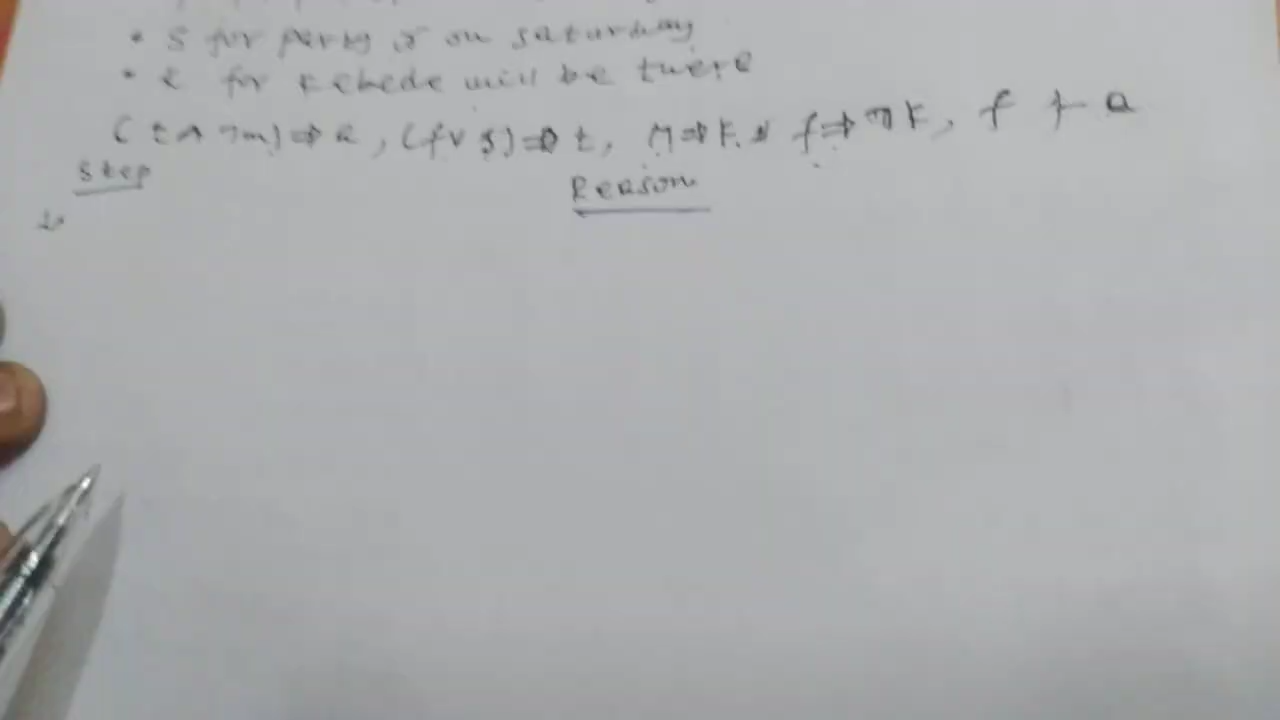 • S for party is on saturday
• k for kebede will be there
(t ∧ ¬m) ⇒ a, (f ∨ s) ⇒ t, m ⇒ k, f ⇒ ¬k, f ⊢ a
Step Reason